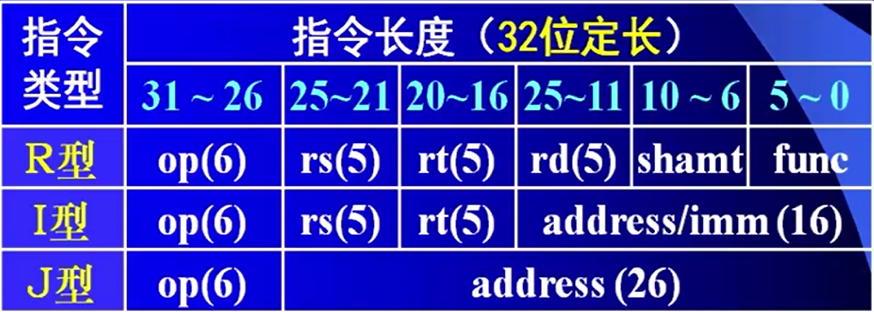 指令类型 指令长度（32位定长）
31 ~ 26 25~21 20~16 25~11 10 ~ 6 5 ~ 0
R型 op(6) rs(5) rt(5) rd(5) shamt func
I型 op(6) rs(5) rt(5) address/imm (16)
J型 op(6) address (26)